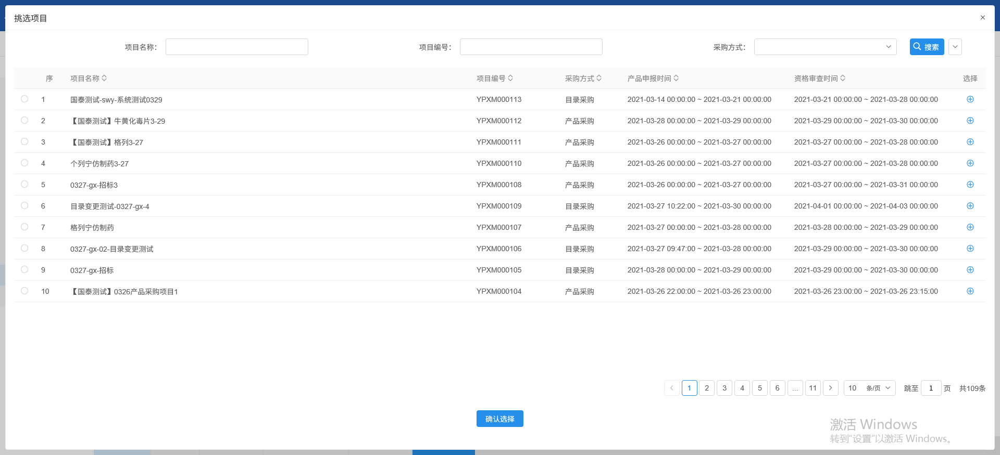 挑选项目
项目名称： 项目编号： 采购方式： 搜索
序 项目名称 项目编号 采购方式 产品申报时间 资格审查时间 选择
1 国泰测试-swy-系统测试0329 YPXM000113 目录采购 2021-03-14 00:00:00 ~ 2021-03-21 00:00:00 2021-03-21 00:00:00 ~ 2021-03-28 00:00:00
2 【国泰测试】牛黄化毒片3-29 YPXM000112 产品采购 2021-03-28 00:00:00 ~ 2021-03-29 00:00:00 2021-03-29 00:00:00 ~ 2021-03-30 00:00:00
3 【国泰测试】格列3-27 YPXM000111 产品采购 2021-03-26 00:00:00 ~ 2021-03-27 00:00:00 2021-03-27 00:00:00 ~ 2021-03-28 00:00:00
4 个列宁仿制药3-27 YPXM000110 产品采购 2021-03-26 00:00:00 ~ 2021-03-27 00:00:00 2021-03-27 00:00:00 ~ 2021-03-28 00:00:00
5 0327-gx-招标3 YPXM000108 产品采购 2021-03-26 00:00:00 ~ 2021-03-27 00:00:00 2021-03-27 00:00:00 ~ 2021-03-31 00:00:00
6 目录变更测试-0327-gx-4 YPXM000109 目录采购 2021-03-27 10:22:00 ~ 2021-03-30 00:00:00 2021-04-01 00:00:00 ~ 2021-04-03 00:00:00
7 格列宁仿制药 YPXM000107 产品采购 2021-03-27 00:00:00 ~ 2021-03-28 00:00:00 2021-03-28 00:00:00 ~ 2021-03-29 00:00:00
8 0327-gx-02-目录变更测试 YPXM000106 目录采购 2021-03-27 09:47:00 ~ 2021-03-28 00:00:00 2021-03-29 00:00:00 ~ 2021-03-30 00:00:00
9 0327-gx-招标 YPXM000105 目录采购 2021-03-28 00:00:00 ~ 2021-03-29 00:00:00 2021-03-29 00:00:00 ~ 2021-03-30 00:00:00
10 【国泰测试】0326产品采购项目1 YPXM000104 产品采购 2021-03-26 22:00:00 ~ 2021-03-26 23:00:00 2021-03-26 23:00:00 ~ 2021-03-26 23:15:00
1 2 3 4 5 6 ... 11 10 条/页 跳至 1 页 共109条
确认选择
激活 Windows
转到“设置”以激活 Windows。